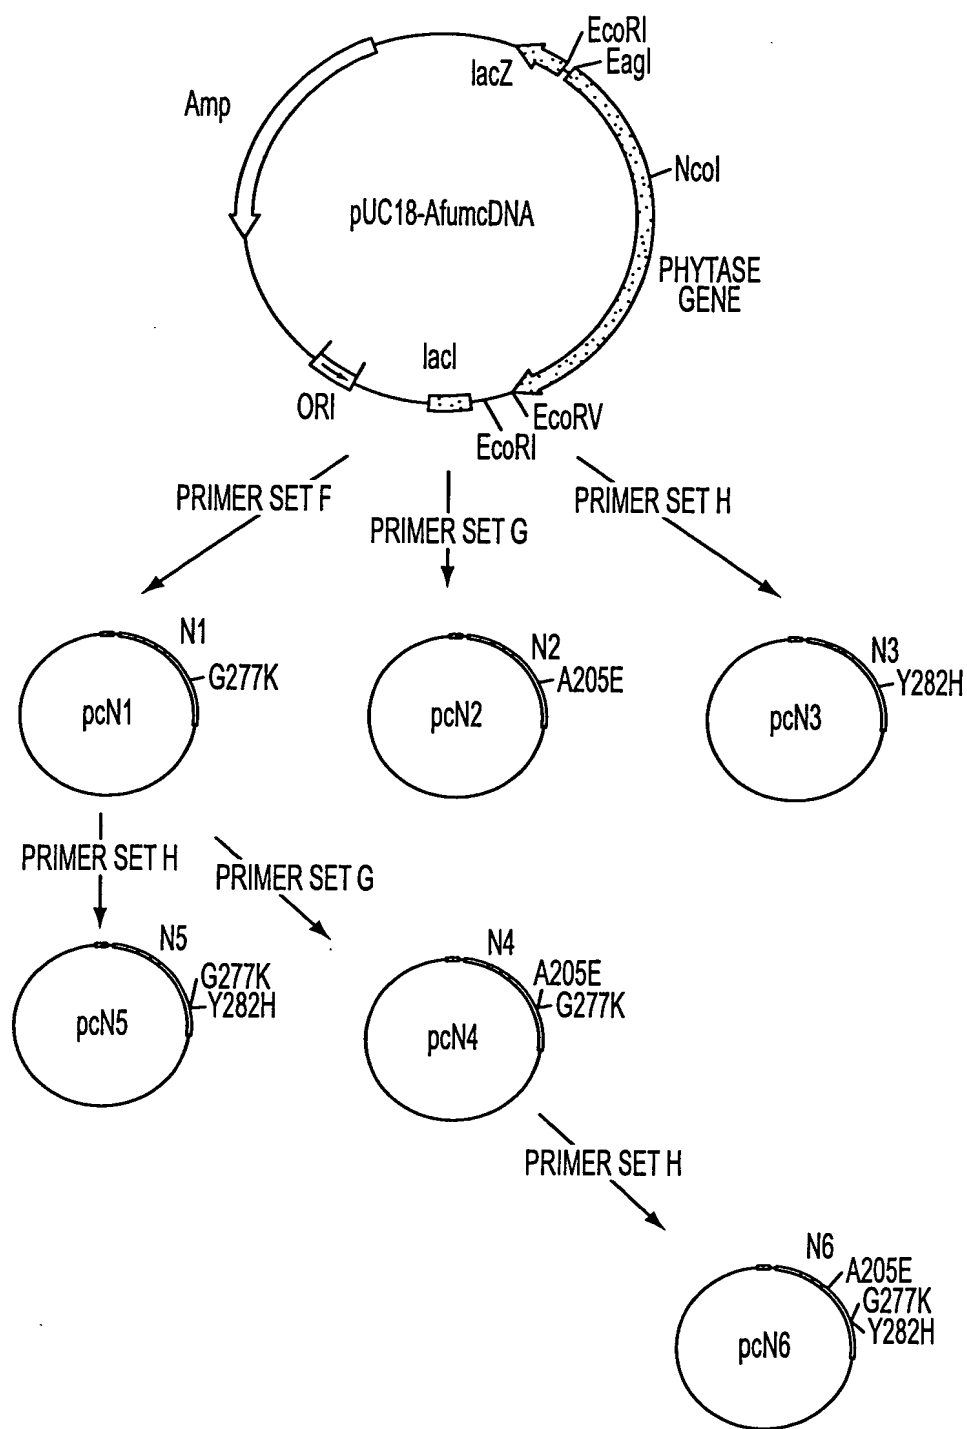 EcoRI
EagI
lacZ
Amp
NcoI
pUC18-AfumcDNA
PHYTASE
GENE
lacI
ORI
EcoRV
EcoRI
PRIMER SET F
PRIMER SET G
PRIMER SET H
N1
G277K
pcN1
N2
A205E
pcN2
N3
Y282H
pcN3
PRIMER SET H
PRIMER SET G
N5
G277K
Y282H
pcN5
N4
A205E
G277K
pcN4
PRIMER SET H
N6
A205E
G277K
Y282H
pcN6